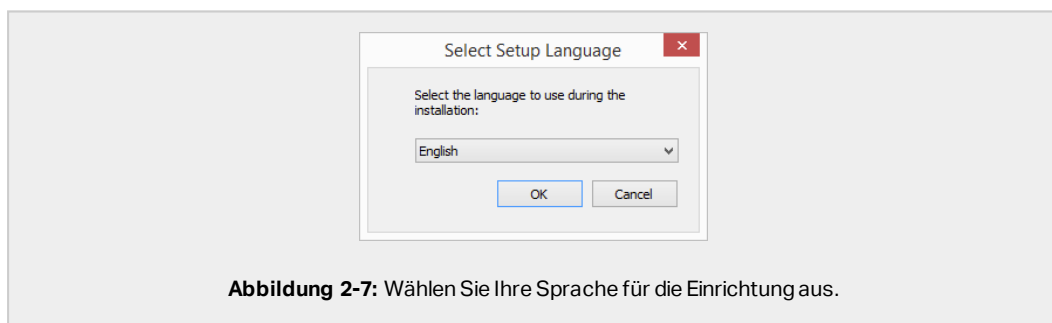 Select Setup Language
Select the language to use during the
installation:
English
OK
Cancel
Abbildung 2-7: Wählen Sie Ihre Sprache für die Einrichtung aus.